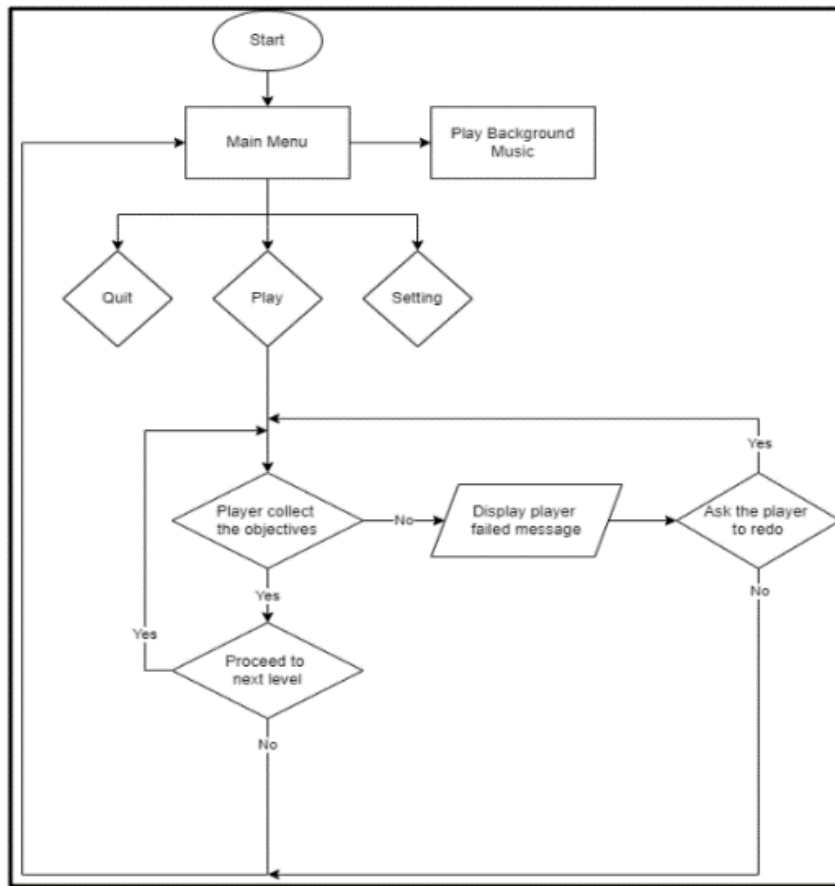 Start
Main Menu
Play Background
Music
Quit
Play
Setting
Yes
Player collect
the objectives
No
Display player
failed message
Ask the player
to redo
Yes
No
Yes
Proceed to
next level
No